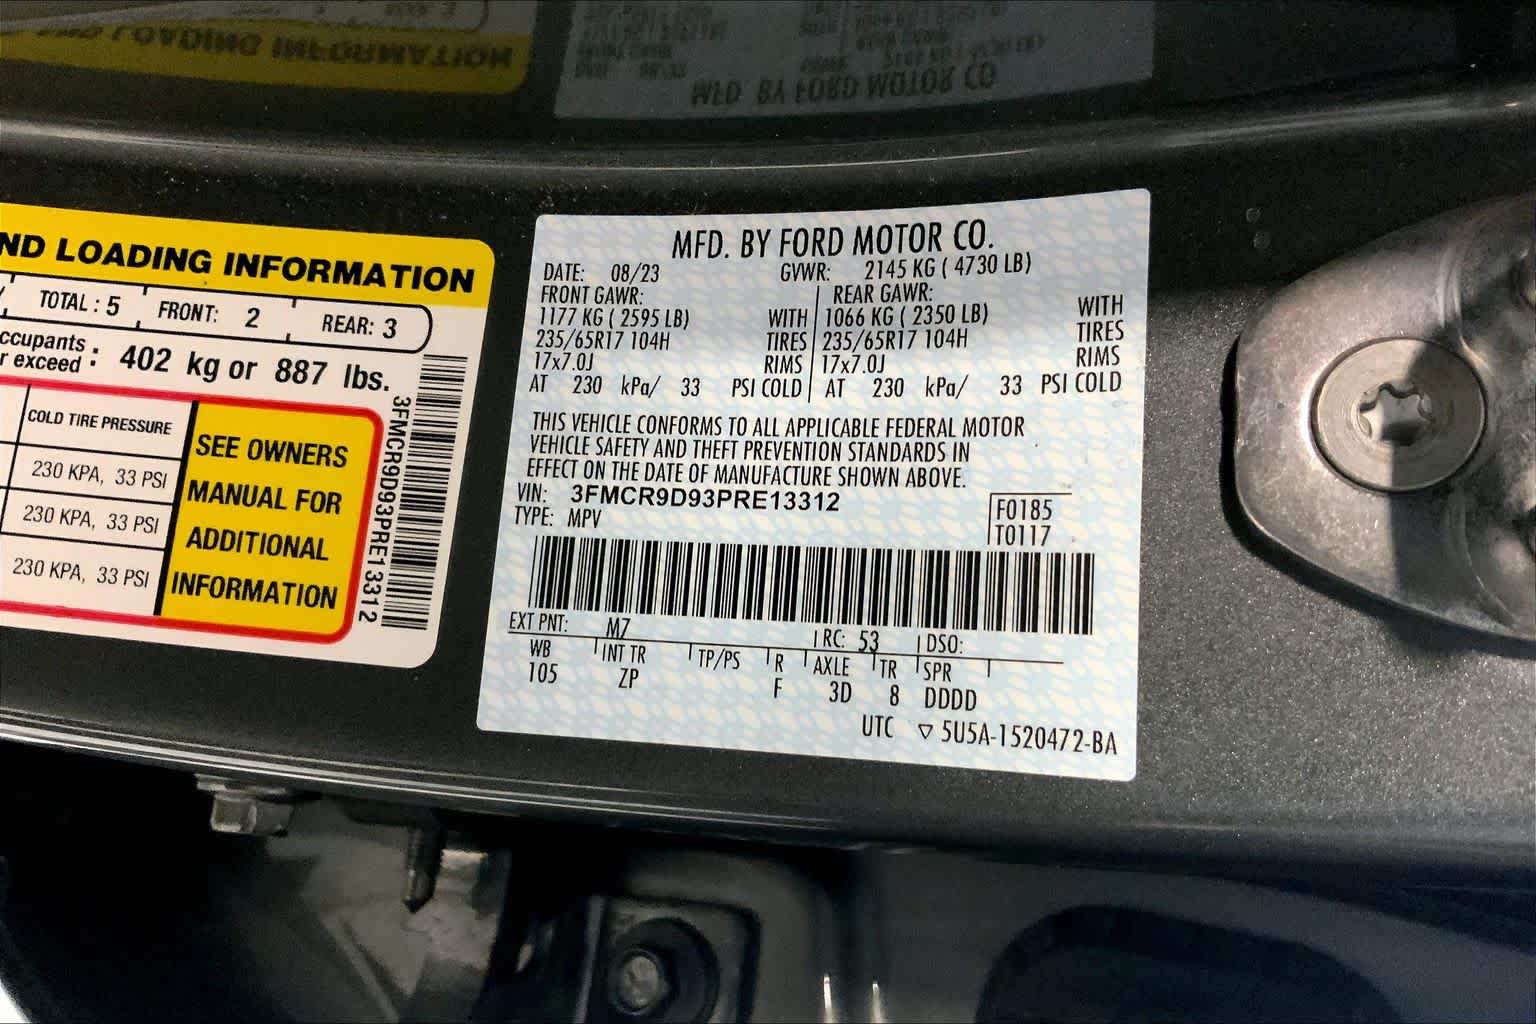 ND LOADING INFORMATION
TOTAL : 5 FRONT: 2 REAR: 3
ccupants
r exceed : 402 kg or 887 lbs.
COLD TIRE PRESSURE
230 KPA, 33 PSI
230 KPA, 33 PSI
230 KPA, 33 PSI
SEE OWNERS
MANUAL FOR
ADDITIONAL
INFORMATION
3FMCR9D93PRE13312
MFD. BY FORD MOTOR CO.
DATE: 08/23 GVWR: 2145 KG ( 4730 LB)
FRONT GAWR: REAR GAWR:
1177 KG ( 2595 LB) WITH 1066 KG ( 2350 LB) WITH
235/65R17 104H TIRES 235/65R17 104H TIRES
17x7.0J RIMS 17x7.0J RIMS
AT 230 kPa/ 33 PSI COLD AT 230 kPa/ 33 PSI COLD
THIS VEHICLE CONFORMS TO ALL APPLICABLE FEDERAL MOTOR
VEHICLE SAFETY AND THEFT PREVENTION STANDARDS IN
EFFECT ON THE DATE OF MANUFACTURE SHOWN ABOVE.
VIN: 3FMCR9D93PRE13312
TYPE: MPV
F0185
T0117
EXT PNT: M7 RC: 53 DSO:
WB INT TR TP/PS R AXLE TR SPR
105 ZP F 3D 8 DDDD
UTC ▽ 5U5A-1520472-BA